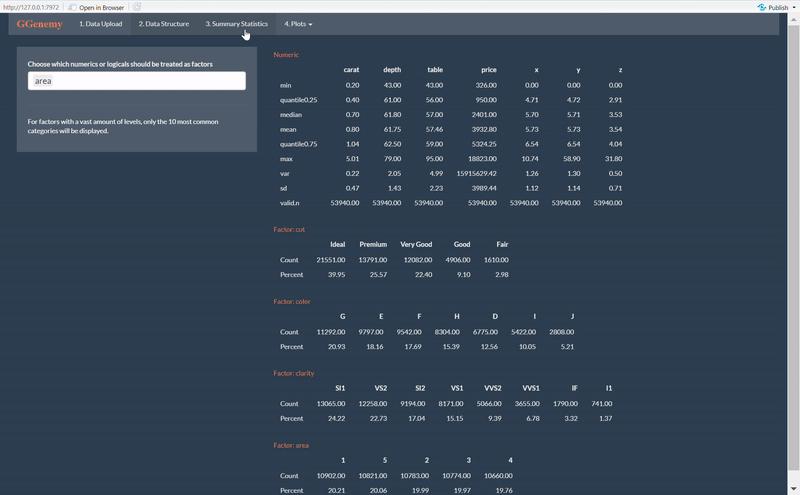 http://127.0.0.1:7972
Open in Browser
Publish
GGenemy
1. Data Upload
2. Data Structure
3. Summary Statistics
4. Plots
Choose which numerics or logicals should be treated as factors
area
For factors with a vast amount of levels, only the 10 most common
categories will be displayed.
Numeric
carat depth table price x y z
min 0.20 43.00 43.00 326.00 0.00 0.00 0.00
quantile0.25 0.40 61.00 56.00 950.00 4.71 4.72 2.91
median 0.70 61.80 57.00 2401.00 5.70 5.71 3.53
mean 0.80 61.75 57.46 3932.80 5.73 5.73 3.54
quantile0.75 1.04 62.50 59.00 5324.25 6.54 6.54 4.04
max 5.01 79.00 95.00 18823.00 10.74 58.90 31.80
var 0.22 2.05 4.99 15915629.42 1.26 1.30 0.50
sd 0.47 1.43 2.23 3989.44 1.12 1.14 0.71
valid.n 53940.00 53940.00 53940.00 53940.00 53940.00 53940.00 53940.00
Factor: cut
Ideal Premium Very Good Good Fair
Count 21551.00 13791.00 12082.00 4906.00 1610.00
Percent 39.95 25.57 22.40 9.10 2.98
Factor: color
G E F H D I J
Count 11292.00 9797.00 9542.00 8304.00 6775.00 5422.00 2808.00
Percent 20.93 18.16 17.69 15.39 12.56 10.05 5.21
Factor: clarity
SI1 VS2 SI2 VS1 VVS2 VVS1 IF I1
Count 13065.00 12258.00 9194.00 8171.00 5066.00 3655.00 1790.00 741.00
Percent 24.22 22.73 17.04 15.15 9.39 6.78 3.32 1.37
Factor: area
1 5 2 3 4
Count 10902.00 10821.00 10783.00 10774.00 10660.00
Percent 20.21 20.06 19.99 19.97 19.76